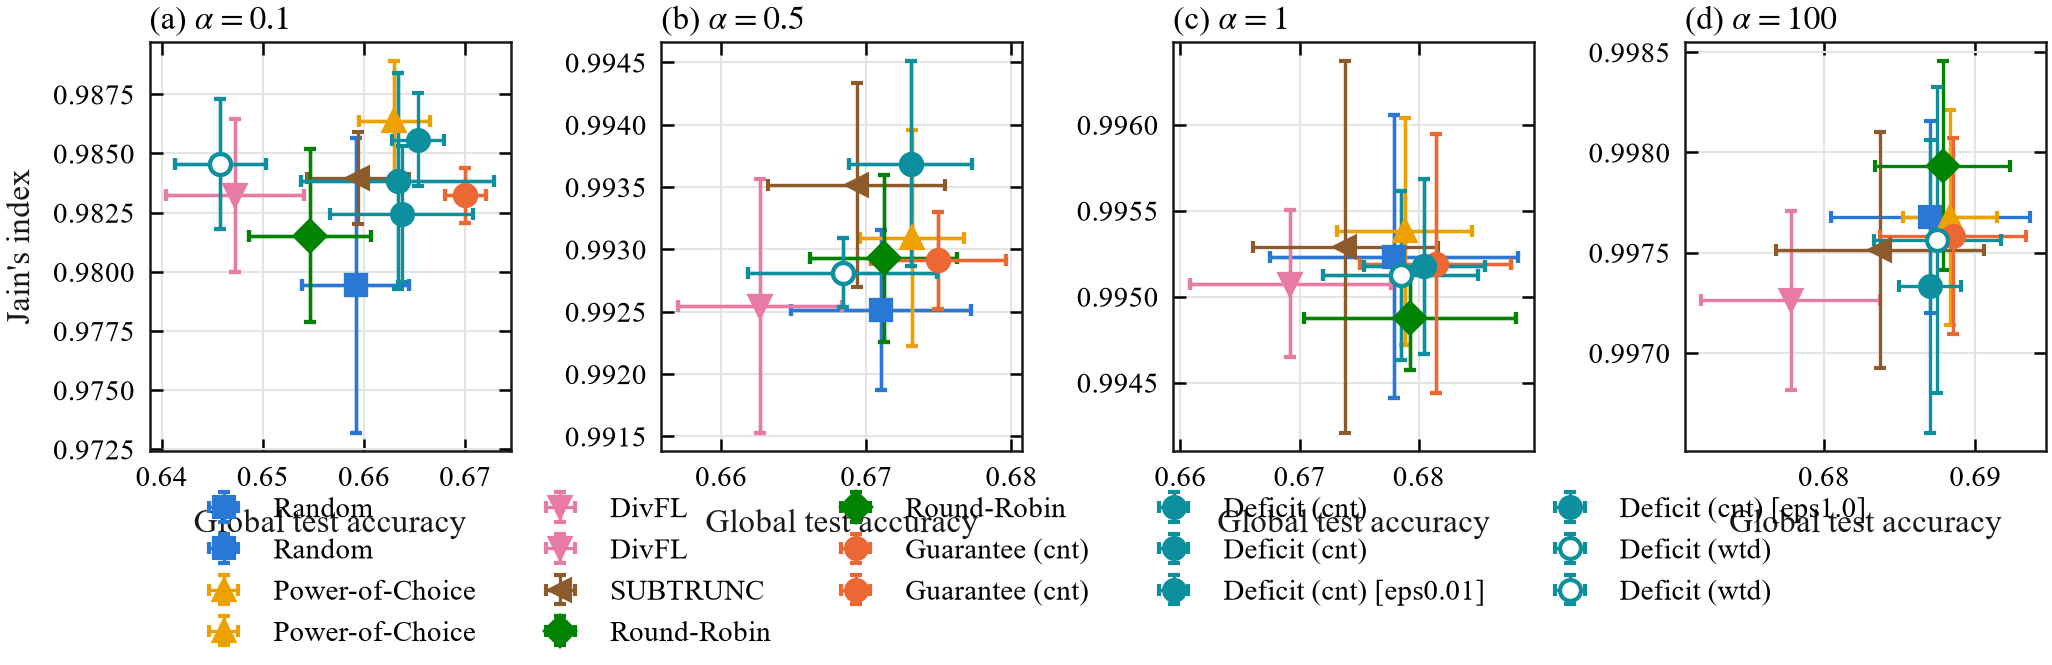 (a) α = 0.1
(b) α = 0.5
(c) α = 1
(d) α = 100
Jain's index
0.9875
0.9850
0.9825
0.9800
0.9775
0.9750
0.9725
0.64 0.65 0.66 0.67
0.9945
0.9940
0.9935
0.9930
0.9925
0.9920
0.9915
0.66 0.67 0.68
0.9960
0.9955
0.9950
0.9945
0.66 0.67 0.68
0.9985
0.9980
0.9975
0.9970
0.68 0.69
Global test accuracy
Global test accuracy
Global test accuracy
Global test accuracy
Random
Random
Power-of-Choice
Power-of-Choice
DivFL
DivFL
SUBTRUNC
Round-Robin
Round-Robin
Guarantee (cnt)
Guarantee (cnt)
Deficit (cnt)
Deficit (cnt)
Deficit (cnt) [eps0.01]
Deficit (cnt) [eps1.0]
Deficit (wtd)
Deficit (wtd)